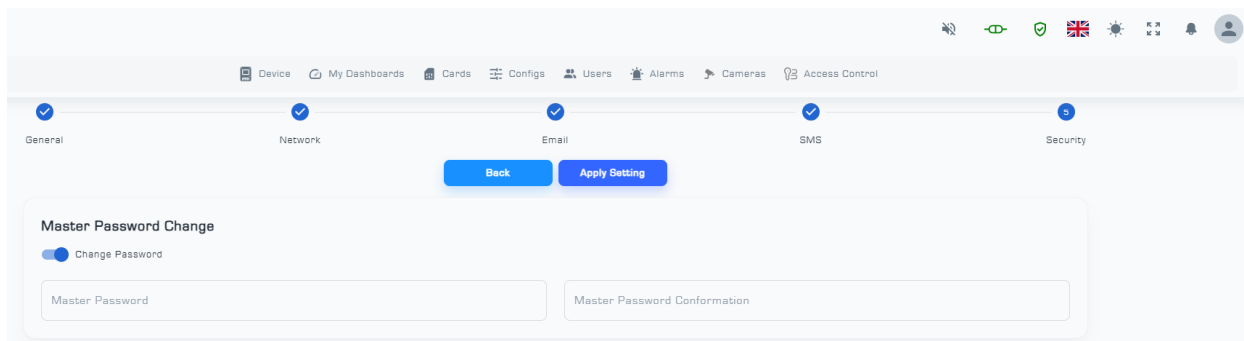 Device My Dashboards Cards Configs Users Alarms Cameras Access Control
5
General Network Email SMS Security
Back Apply Setting
Master Password Change
Change Password
Master Password Master Password Conformation